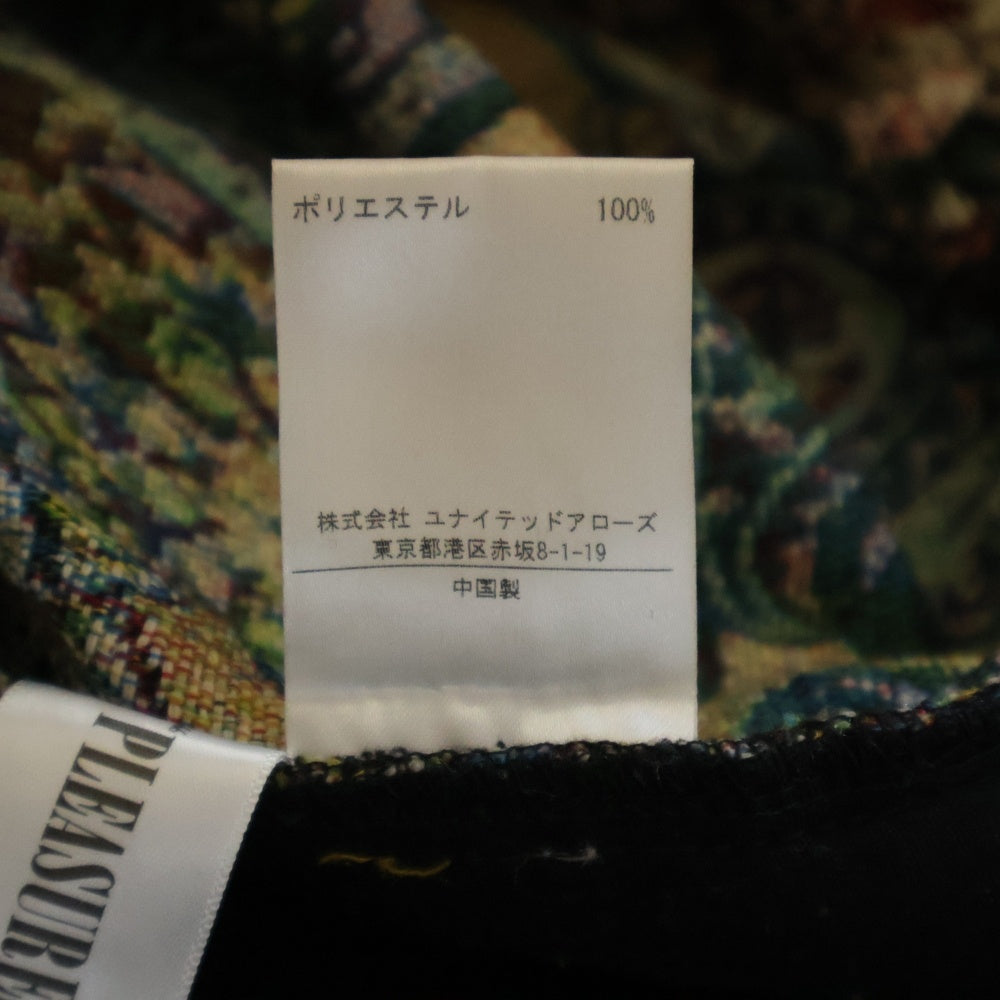 ポリエステル 100%
株式会社 ユナイテッドアローズ
東京都港区赤坂8-1-19
中国製
PLEASURE